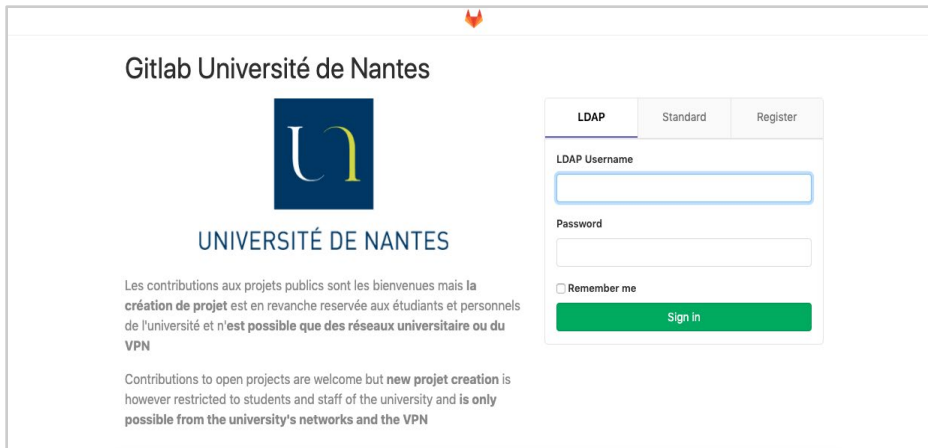 Gitlab Université de Nantes
UNIVERSITÉ DE NANTES
Les contributions aux projets publics sont les bienvenues mais la
création de projet est en revanche reservée aux étudiants et personnels
de l'université et n'est possible que des réseaux universitaire ou du
VPN
Contributions to open projects are welcome but new projet creation is
however restricted to students and staff of the university and is only
possible from the university's networks and the VPN
LDAP Standard Register
LDAP Username
Password
Remember me
Sign in